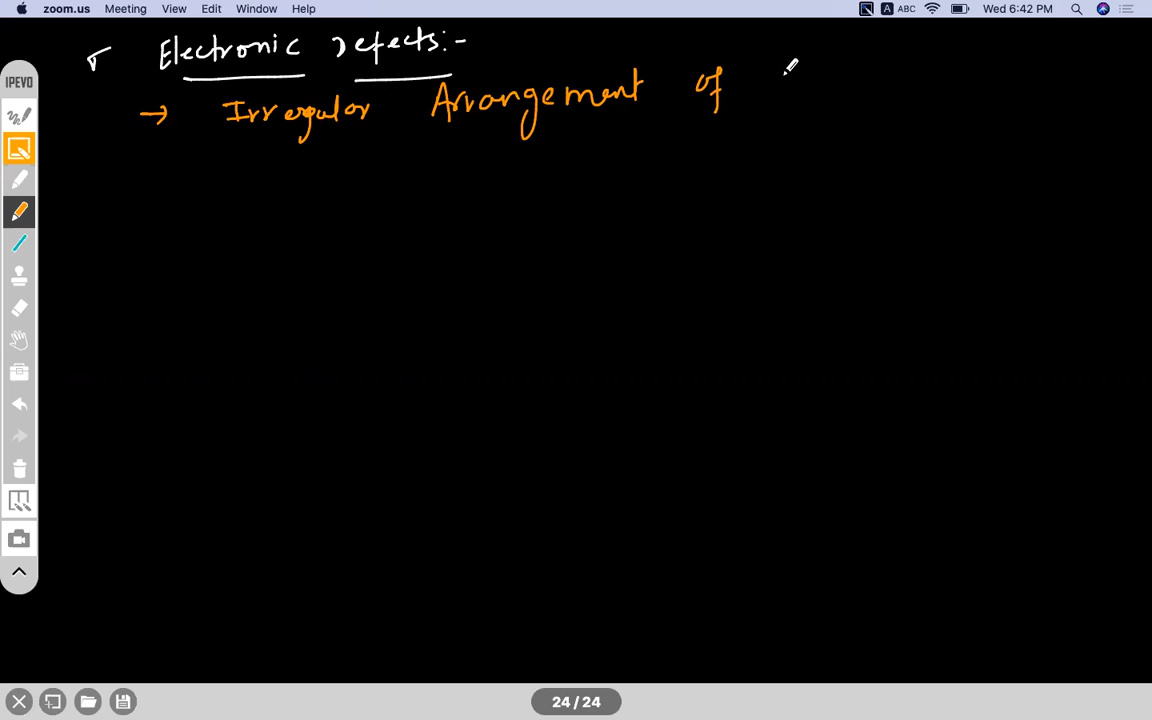 zoom.us Meeting View Edit Window Help A ABC Wed 6:42 PM
Electronic defects:-
IPEVO
→ Irregular Arrangement of
24 / 24